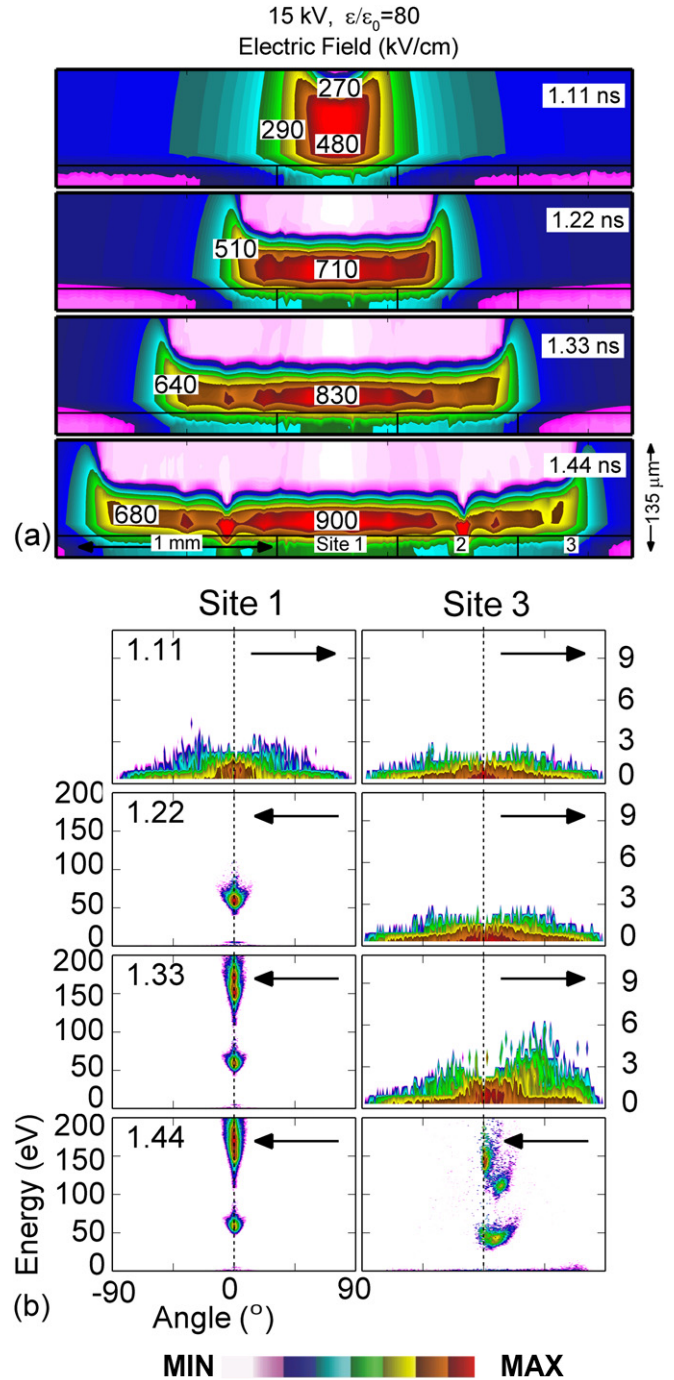 15 kV, ε/ε₀=80
Electric Field (kV/cm)
270
1.11 ns
290
480
1.22 ns
510
710
1.33 ns
640
830
1.44 ns
680
900
135 μm
(a)
1 mm
Site 1
2
3
Site 1
Site 3
1.11
9
6
3
0
200
1.22
9
150
6
100
3
50
0
0
200
1.33
9
150
6
100
3
50
0
0
200
1.44
150
100
50
0
Energy (eV)
-90
0
90
(b)
Angle (°)
MIN
MAX